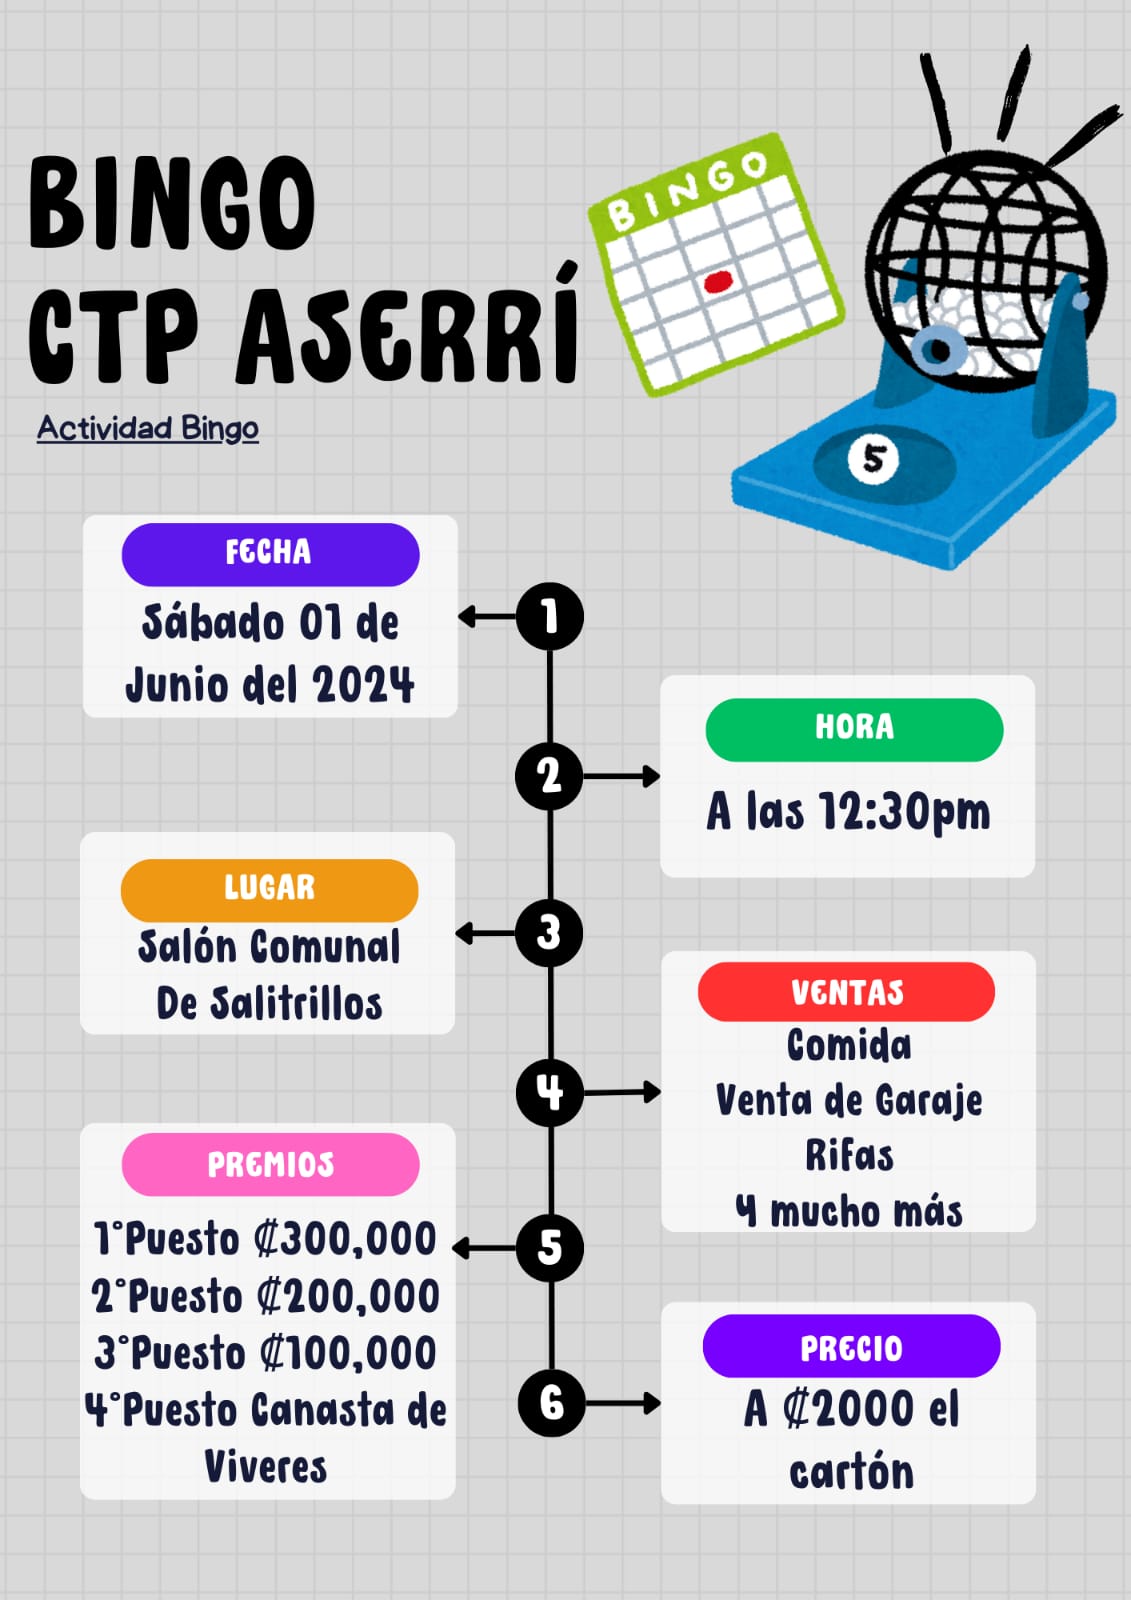 BINGO
CTP ASERRÍ
Actividad Bingo
BINGO
5
FECHA
Sábado 01 de
Junio del 2024
1
HORA
A las 12:30pm
2
LUGAR
Salón Comunal
De Salitrillos
3
VENTAS
Comida
Venta de Garaje
Rifas
Y mucho más
4
PREMIOS
1°Puesto ₡300,000
2°Puesto ₡200,000
3°Puesto ₡100,000
4°Puesto Canasta de
Viveres
5
PRECIO
A ₡2000 el
cartón
6